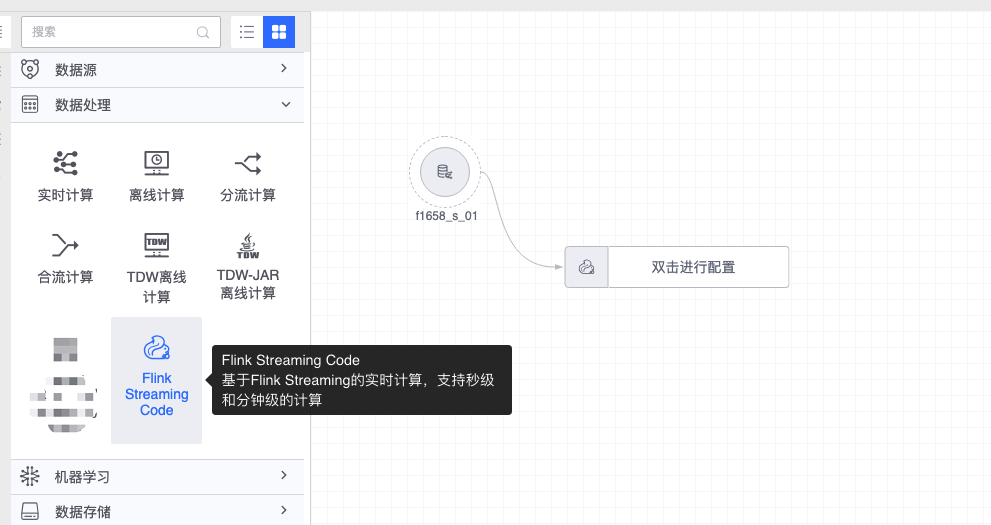 搜索
数据源
数据处理
实时计算
离线计算
分流计算
合流计算
TDW
TDW离线
计算
TDW
TDW-JAR
离线计算
Flink
Streaming
Code
Flink Streaming Code
基于Flink Streaming的实时计算，支持秒级
和分钟级的计算
机器学习
数据存储
f1658_s_01
双击进行配置